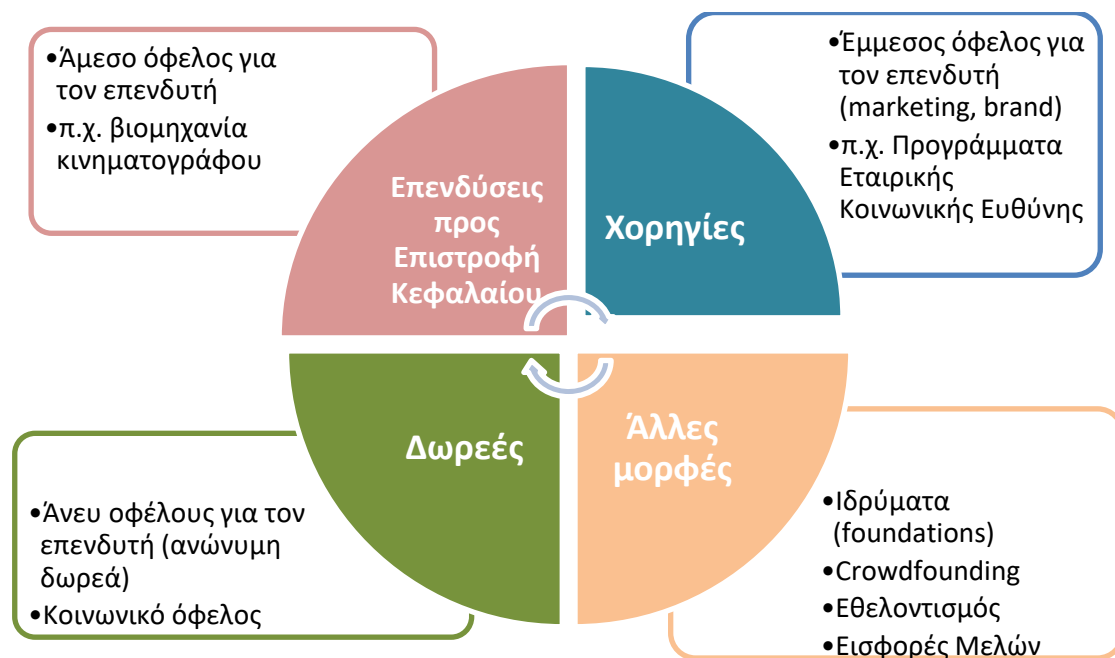 •Άμεσο όφελος για
τον επενδυτή
•π.χ. βιομηχανία
κινηματογράφου
Επενδύσεις
προς
Επιστροφή
Κεφαλαίου
Χορηγίες
•Έμμεσος όφελος για
τον επενδυτή
(marketing, brand)
•π.χ. Προγράμματα
Εταιρικής
Κοινωνικής Ευθύνης
Δωρεές
•Άνευ οφέλους για τον
επενδυτή (ανώνυμη
δωρεά)
•Κοινωνικό όφελος
Άλλες
μορφές
•Ιδρύματα
(foundations)
•Crowdfounding
•Εθελοντισμός
•Εισφορές Μελών